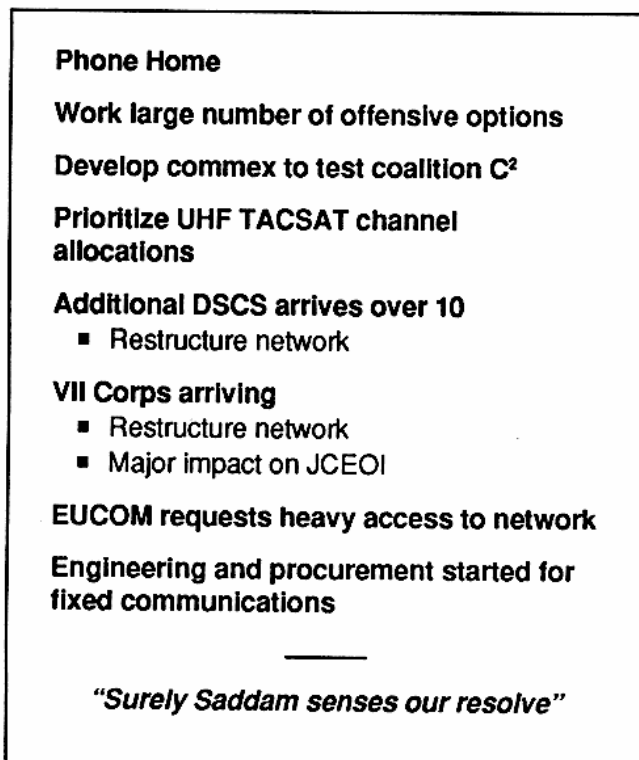 Phone Home
Work large number of offensive options
Develop commex to test coalition C²
Prioritize UHF TACSAT channel
allocations
Additional DSCS arrives over 10
▪ Restructure network
VII Corps arriving
▪ Restructure network
▪ Major impact on JCEOI
EUCOM requests heavy access to network
Engineering and procurement started for
fixed communications
“Surely Saddam senses our resolve”